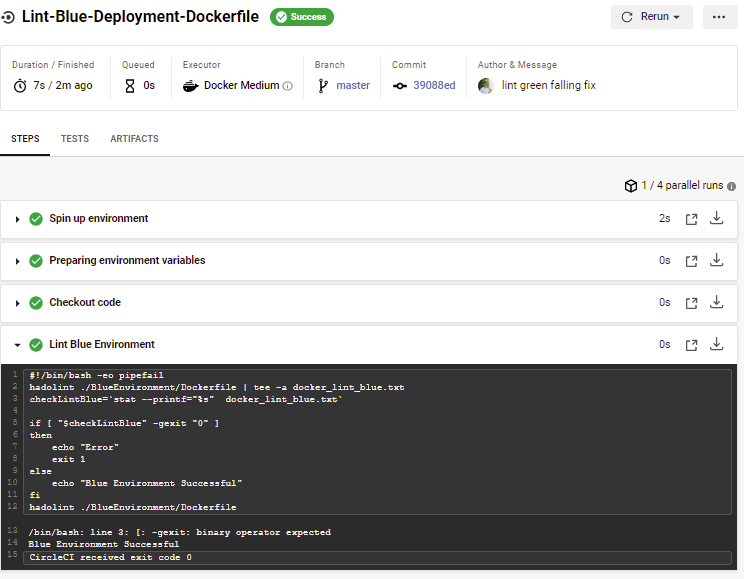 Lint-Blue-Deployment-Dockerfile Success Rerun
Duration / Finished Queued Executor Branch Commit Author & Message
7s / 2m ago 0s Docker Medium master 39088ed lint green falling fix
STEPS TESTS ARTIFACTS
1 / 4 parallel runs
Spin up environment 2s
Preparing environment variables 0s
Checkout code 0s
Lint Blue Environment 0s
1 #!/bin/bash -eo pipefail
2 hadolint ./BlueEnvironment/Dockerfile | tee -a docker_lint_blue.txt
3 checkLintBlue=`stat --printf="%s"  docker_lint_blue.txt`
4
5 if [ "$checkLintBlue" -gexit "0" ]
6 then
7     echo "Error"
8     exit 1
9 else
10     echo "Blue Environment Successful"
11 fi
12 hadolint ./BlueEnvironment/Dockerfile
13 /bin/bash: line 3: [: -gexit: binary operator expected
14 Blue Environment Successful
15 CircleCI received exit code 0